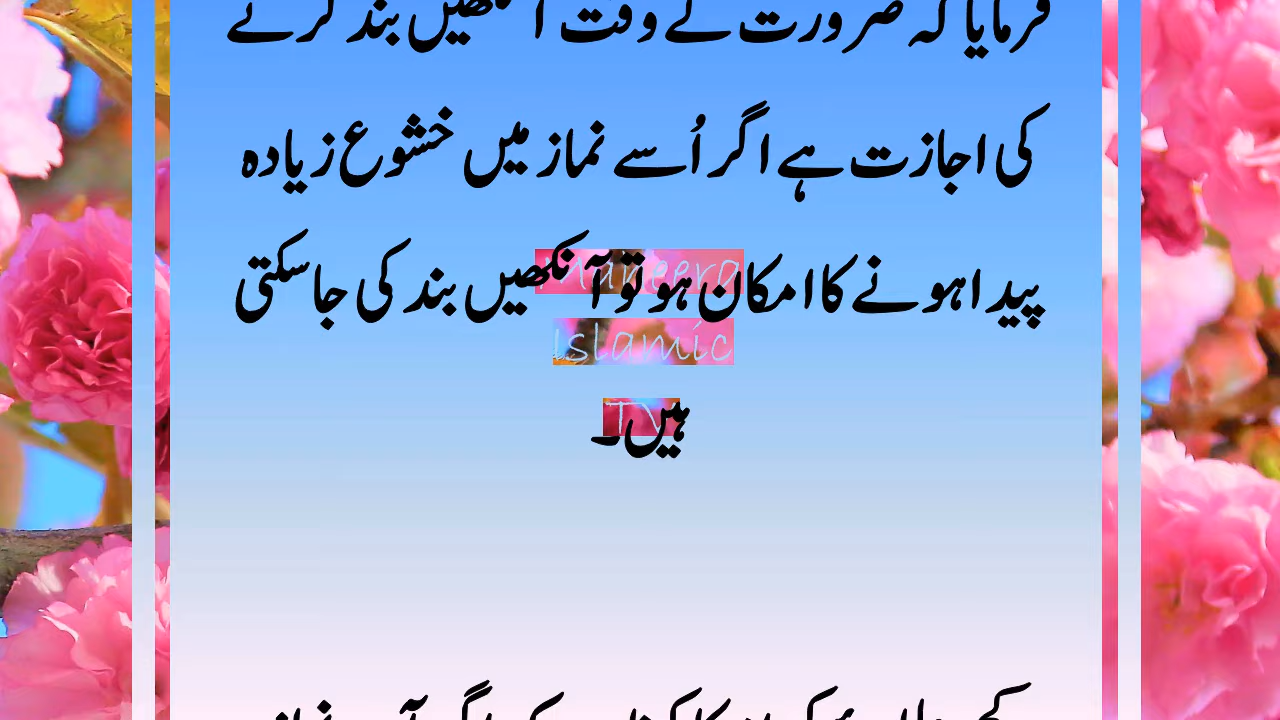 فرمایا کہ ضرورت کے وقت آنکھیں بند کرنے
کی اجازت ہے اگر اُسے نماز میں خشوع زیادہ
پیدا ہونے کا امکان ہو تو آنکھیں بند کی جا سکتی
Islamic
ہیں۔
TV